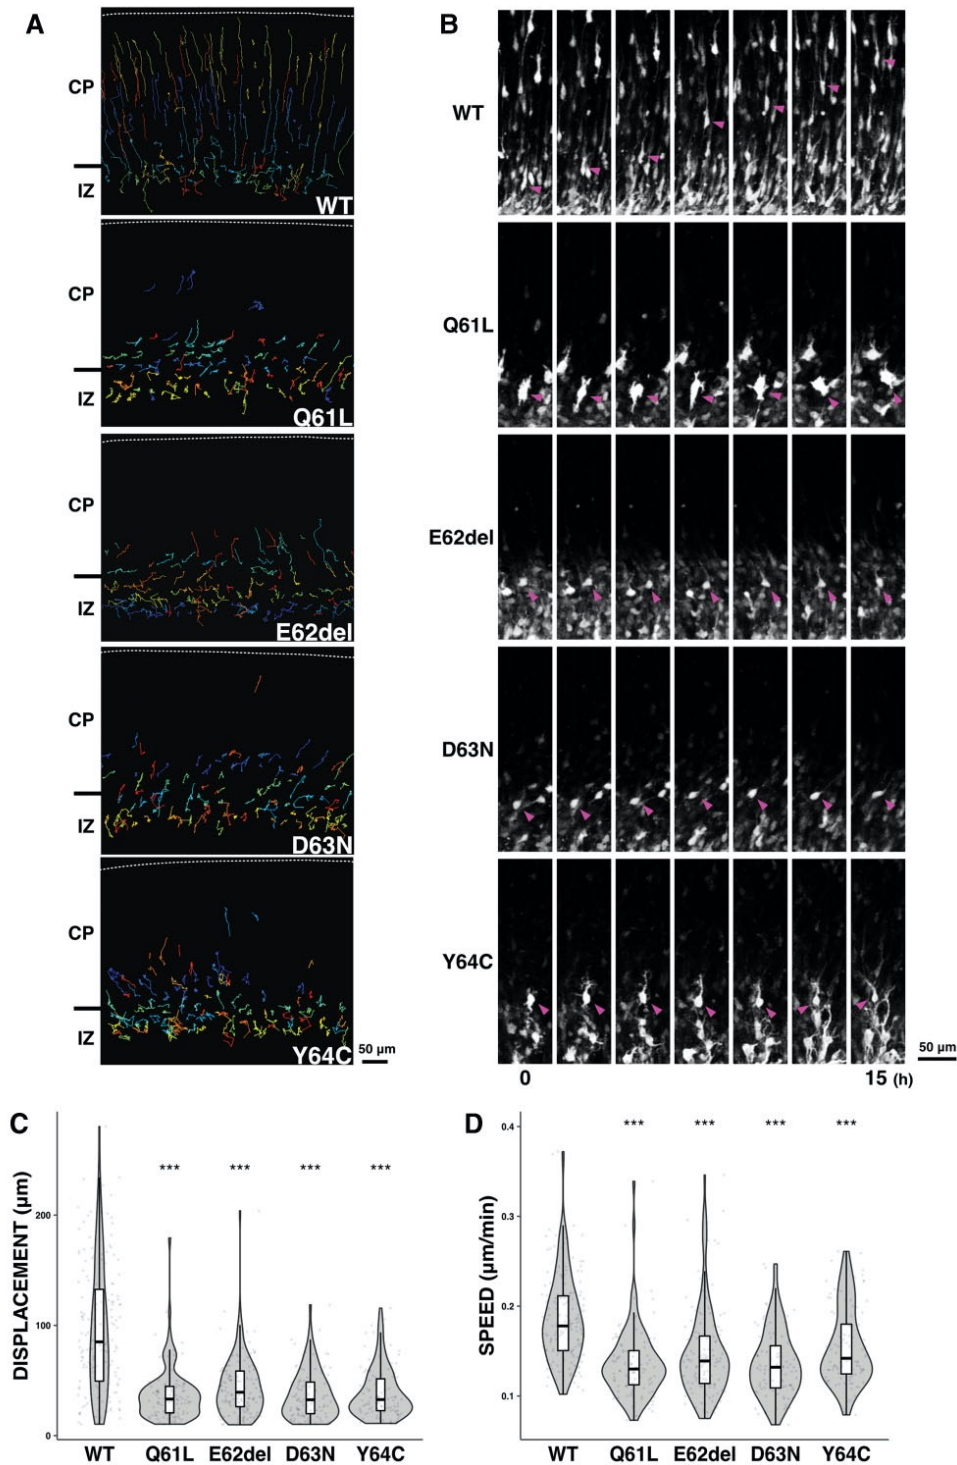 A
CP
IZ
WT
CP
IZ
Q61L
CP
IZ
E62del
CP
IZ
D63N
CP
IZ
Y64C
50 µm
B
WT
Q61L
E62del
D63N
Y64C
50 µm
0
15 (h)
C
DISPLACEMENT (µm)
200
100
0
*** *** *** ***
WT Q61L E62del D63N Y64C
D
SPEED (µm/min)
0.4
0.3
0.2
0.1
*** *** *** ***
WT Q61L E62del D63N Y64C